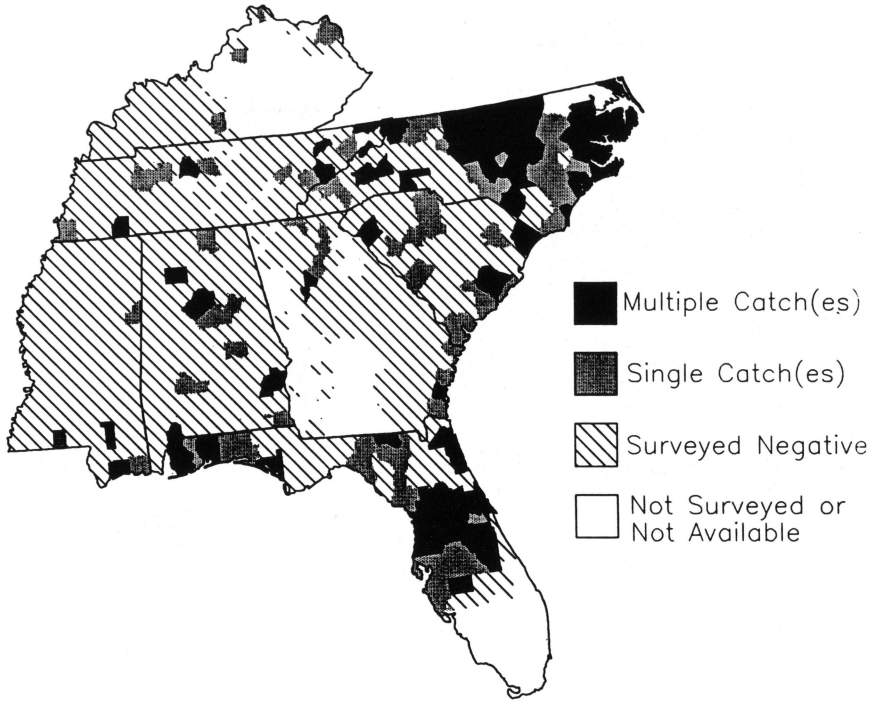 Multiple Catch(es)
Single Catch(es)
Surveyed Negative
Not Surveyed or
Not Available